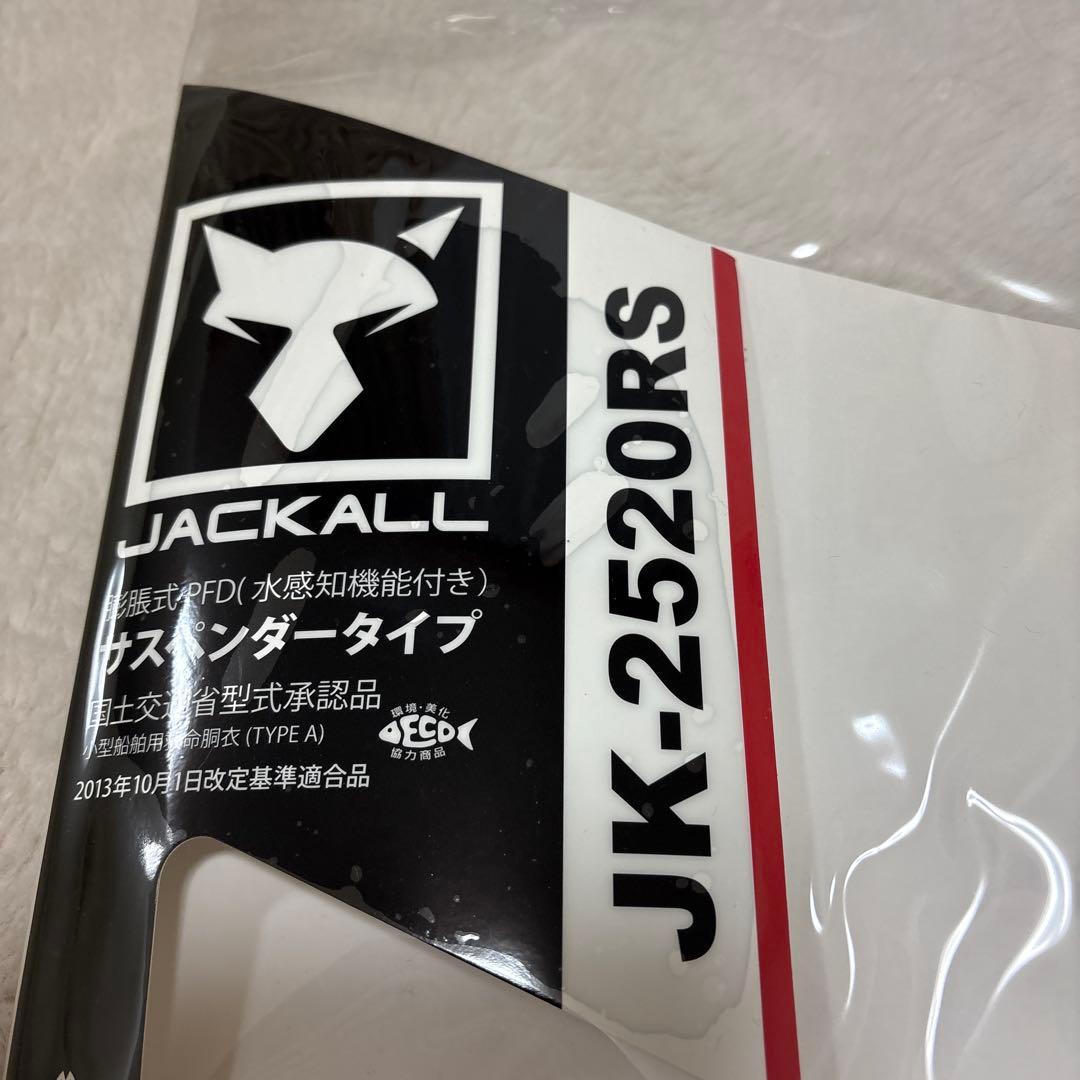 JACKALL
膨脹式PFD(水感知機能付き)
サスペンダータイプ
国土交通省型式承認品
小型船舶用救命胴衣 (TYPE A)
2013年10月1日改定基準適合品
環境・美化
ECO
協力商品
JK-2520RS